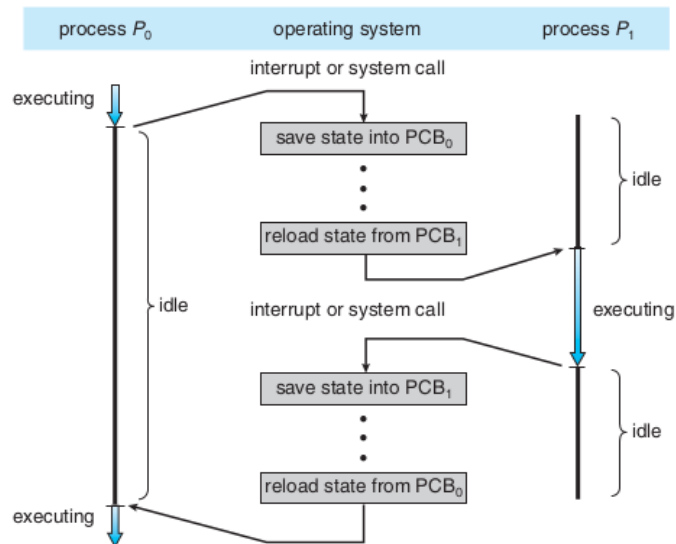 process P₀ operating system process P₁
interrupt or system call
executing
save state into PCB₀
idle
reload state from PCB₁
idle
interrupt or system call
executing
save state into PCB₁
idle
reload state from PCB₀
executing